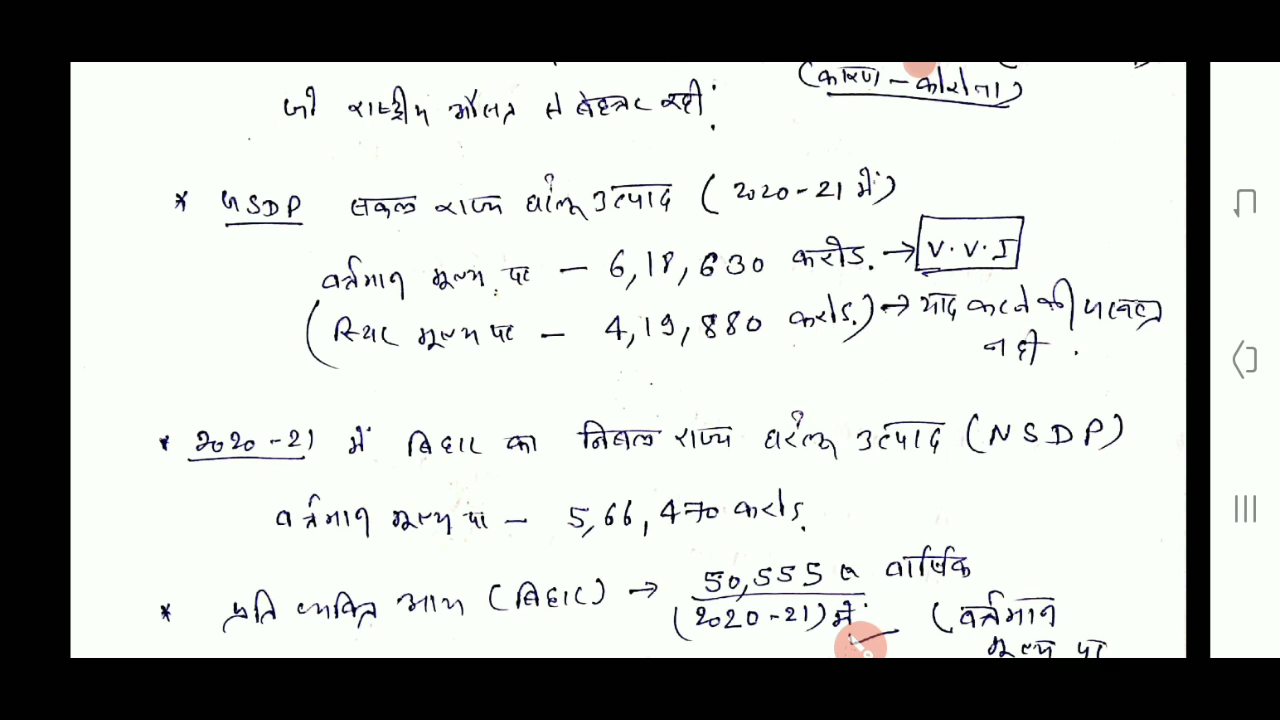 (कारण - कोरोना)
जो राष्ट्रीय औसत से बेहतर रही
* GSDP सकल राज्य घरेलू उत्पाद (2020-21 में)
वर्तमान मूल्य पर - 6,18,630 करोड़. → V.V.I
(स्थिर मूल्य पर - 4,19,880 करोड़.) → याद करने की जरूरत
नहीं.
* 2020-21 में बिहार का निवल राज्य घरेलू उत्पाद (NSDP)
वर्तमान मूल्य पर - 5,66,470 करोड़.
* प्रति व्यक्ति आय (बिहार) → 50,555 रु वार्षिक
(2020-21) में (वर्तमान
मूल्य पर